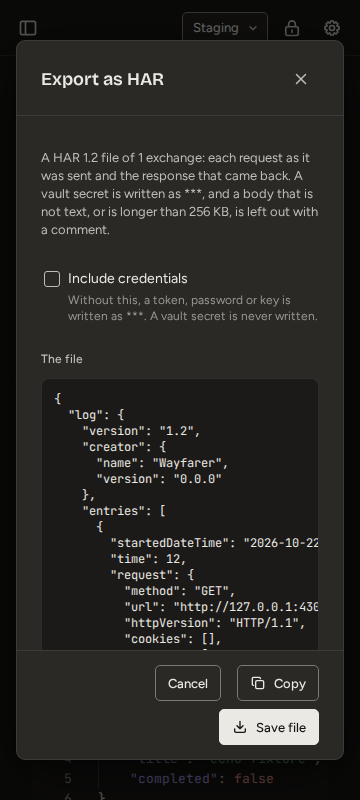 Staging
Export as HAR
A HAR 1.2 file of 1 exchange: each request as it
was sent and the response that came back. A
vault secret is written as ***, and a body that is
not text, or is longer than 256 KB, is left out with
a comment.
Include credentials
Without this, a token, password or key is
written as ***. A vault secret is never written.
The file
{
"log": {
"version": "1.2",
"creator": {
"name": "Wayfarer",
"version": "0.0.0"
},
"entries": [
{
"startedDateTime": "2026-10-22
"time": 12,
"request": {
"method": "GET",
"url": "http://127.0.0.1:430
"httpVersion": "HTTP/1.1",
"cookies": [],
Cancel
Copy
Save file
5 "completed": false
6 }